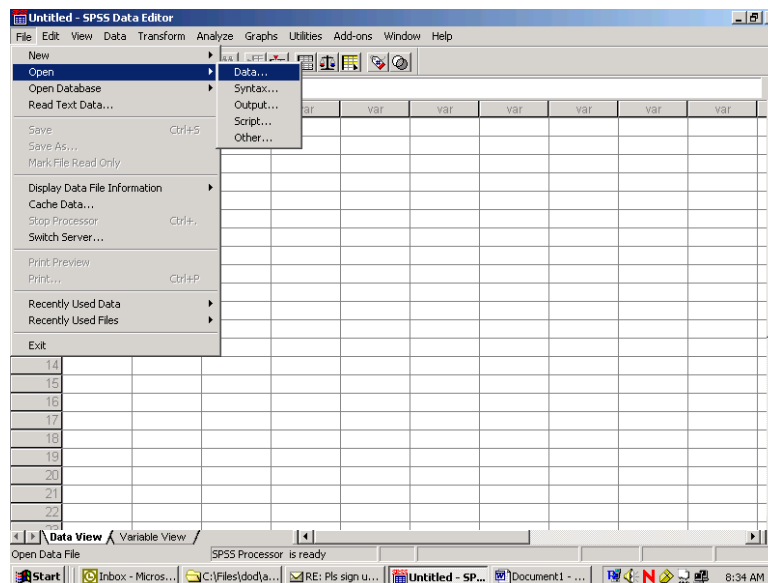 Untitled - SPSS Data Editor
File Edit View Data Transform Analyze Graphs Utilities Add-ons Window Help
New
Open
Open Database
Read Text Data...
Save Ctrl+S
Save As...
Mark File Read Only
Display Data File Information
Cache Data...
Stop Processor Ctrl+.
Switch Server...
Print Preview
Print... Ctrl+P
Recently Used Data
Recently Used Files
Exit
Data...
Syntax...
Output...
Script...
Other...
var var var var var var
14
15
16
17
18
19
20
21
22
Data View Variable View
Open Data File SPSS Processor is ready
Start Inbox - Micros... C:\Files\dod\a... RE: Pls sign u... Untitled - SP... Document1 - ... N 8:34 AM